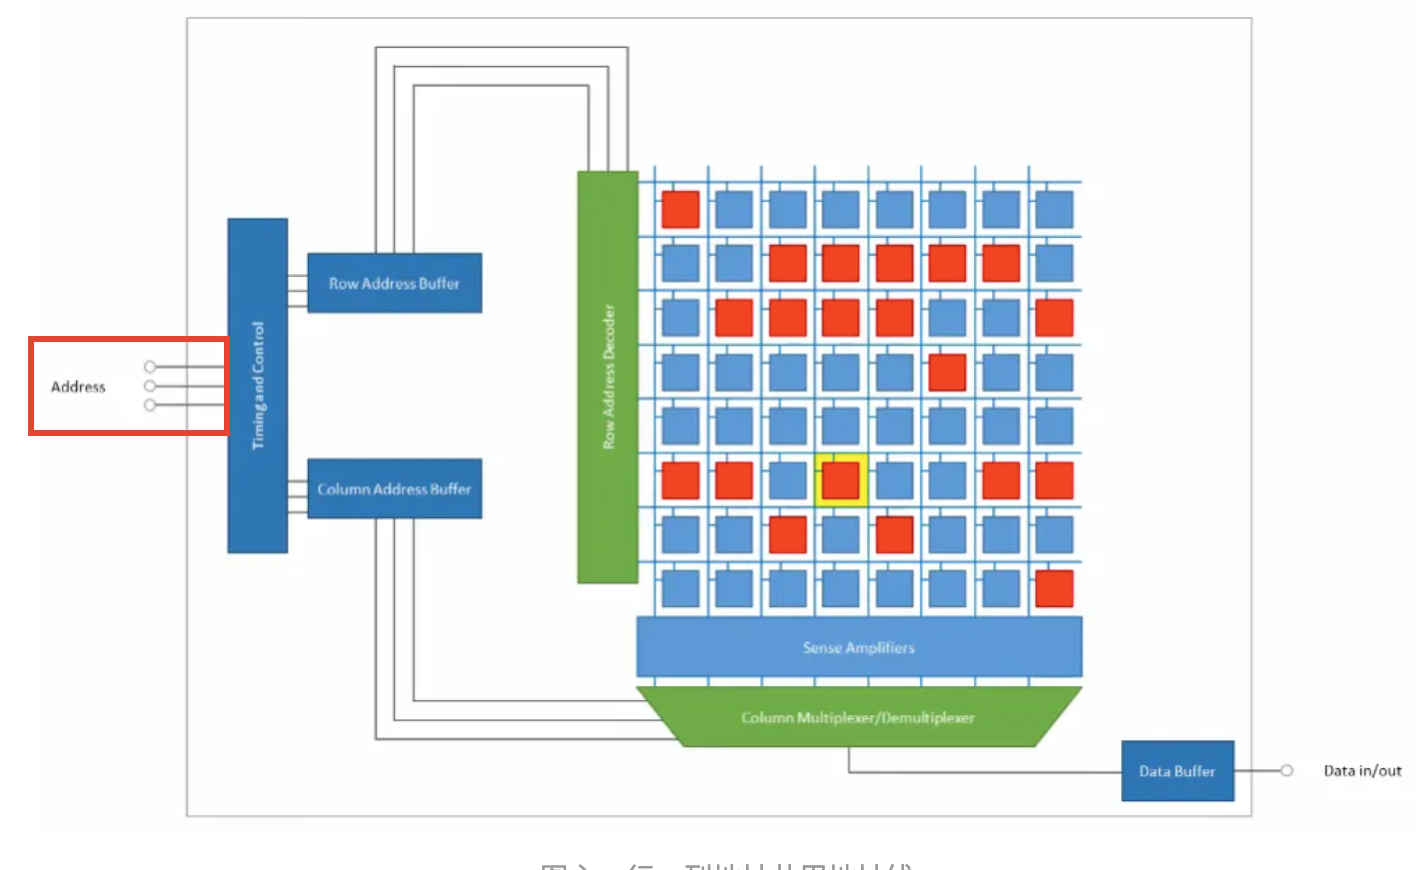 Row Address Buffer
Address
Timing and Control
Row Address Decoder
Column Address Buffer
Sense Amplifiers
Column Multiplexer/Demultiplexer
Data Buffer
Data in/out